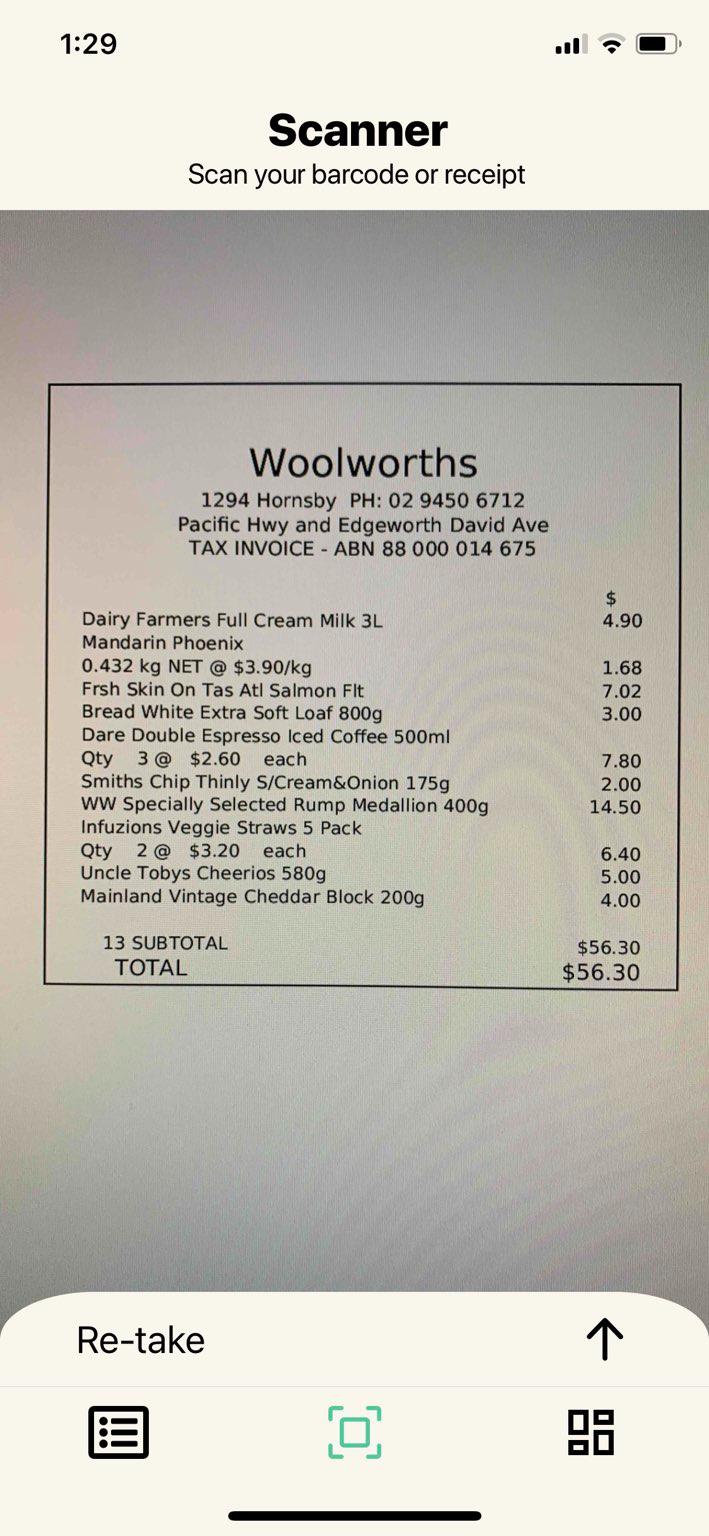 1:29
Scanner
Scan your barcode or receipt
Woolworths
1294 Hornsby PH: 02 9450 6712
Pacific Hwy and Edgeworth David Ave
TAX INVOICE - ABN 88 000 014 675
$
Dairy Farmers Full Cream Milk 3L 4.90
Mandarin Phoenix
0.432 kg NET @ $3.90/kg 1.68
Frsh Skin On Tas Atl Salmon Flt 7.02
Bread White Extra Soft Loaf 800g 3.00
Dare Double Espresso Iced Coffee 500ml
Qty 3 @ $2.60 each 7.80
Smiths Chip Thinly S/Cream&Onion 175g 2.00
WW Specially Selected Rump Medallion 400g 14.50
Infuzions Veggie Straws 5 Pack
Qty 2 @ $3.20 each 6.40
Uncle Tobys Cheerios 580g 5.00
Mainland Vintage Cheddar Block 200g 4.00
13 SUBTOTAL $56.30
TOTAL $56.30
Re-take